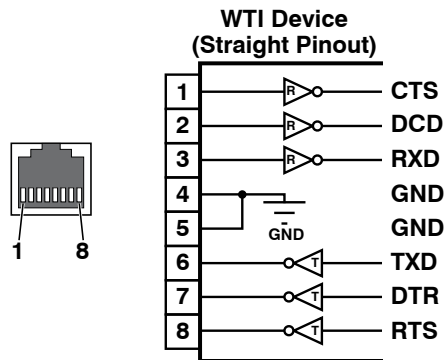 WTI Device
(Straight Pinout)
1 R CTS
2 R DCD
3 R RXD
4 GND
GND
5 GND
6 T TXD
7 T DTR
8 T RTS
1 8